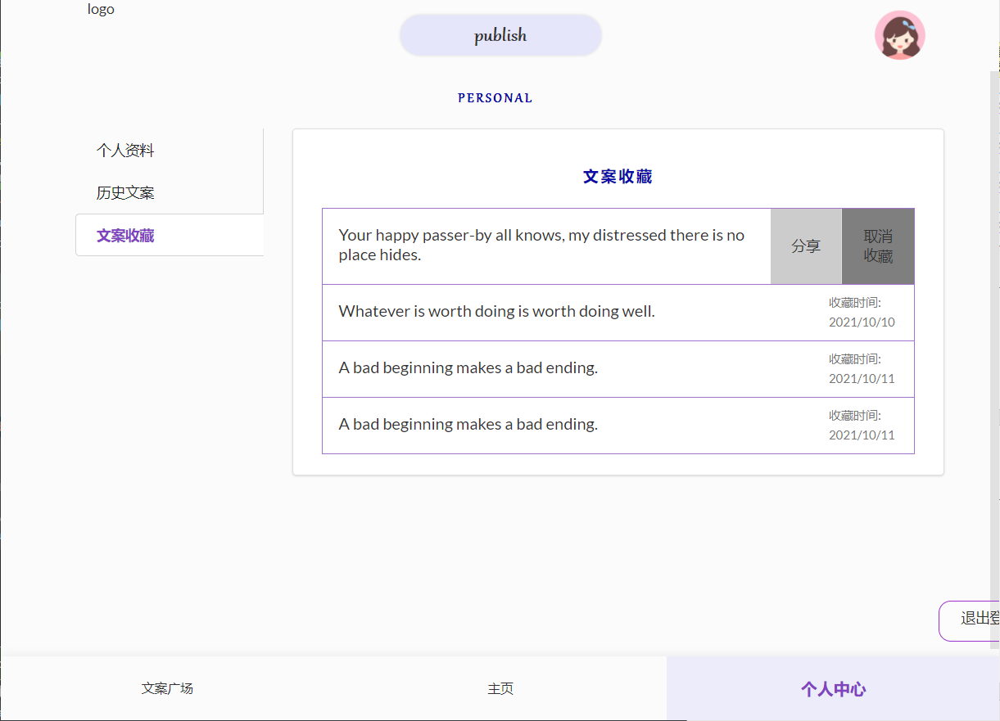 logo
publish
PERSONAL
个人资料
历史文案
文案收藏
文案收藏
Your happy passer-by all knows, my distressed there is no
place hides.
分享
取消
收藏
Whatever is worth doing is worth doing well.
收藏时间:
2021/10/10
A bad beginning makes a bad ending.
收藏时间:
2021/10/11
A bad beginning makes a bad ending.
收藏时间:
2021/10/11
退出登
文案广场
主页
个人中心